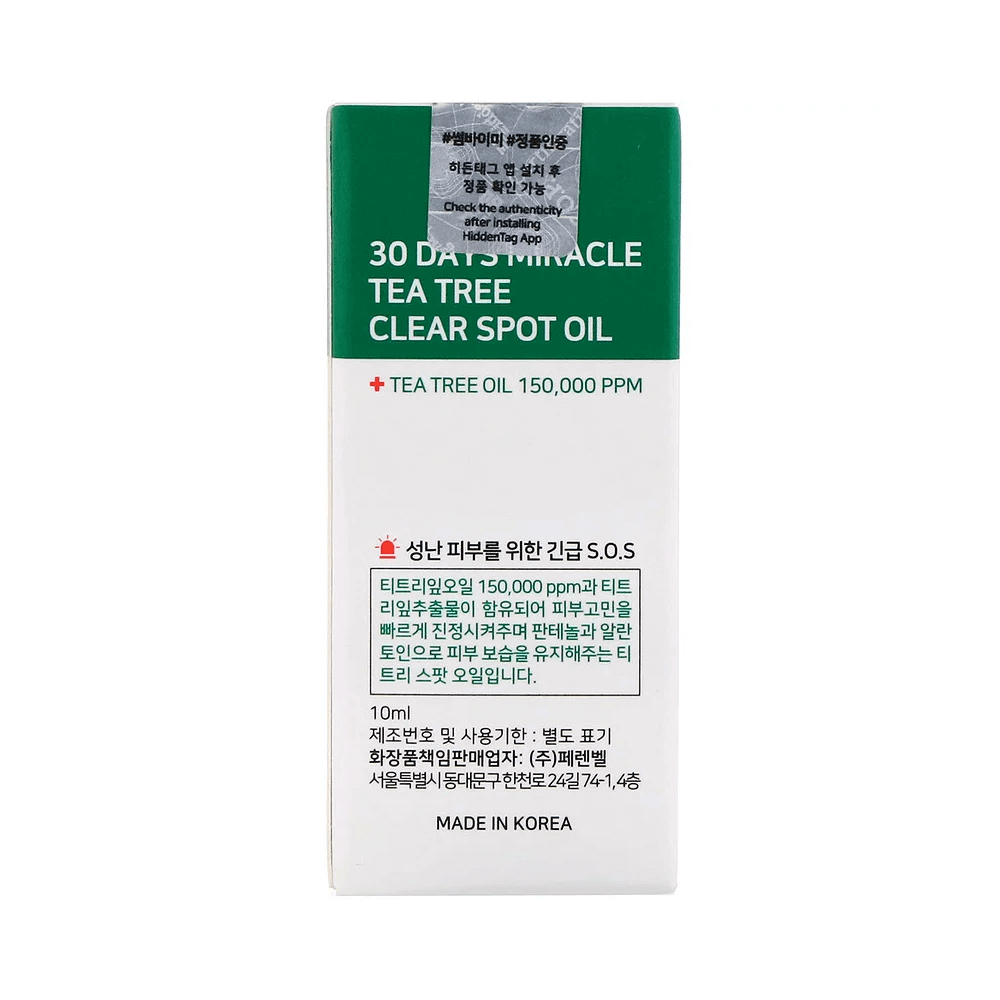 #썸바이미 #정품인증
히든태그 앱 설치 후
정품 확인 가능
Check the authenticity
after installing
HiddenTag App
30 DAYS MIRACLE
TEA TREE
CLEAR SPOT OIL
+ TEA TREE OIL 150,000 PPM
성난 피부를 위한 긴급 S.O.S
티트리잎오일 150,000 ppm과 티트
리잎추출물이 함유되어 피부고민을
빠르게 진정시켜주며 판테놀과 알란
토인으로 피부 보습을 유지해주는 티
트리 스팟 오일입니다.
10ml
제조번호 및 사용기한 : 별도 표기
화장품책임판매업자: (주)페렌벨
서울특별시 동대문구 한천로 24길 74-1, 4층
MADE IN KOREA